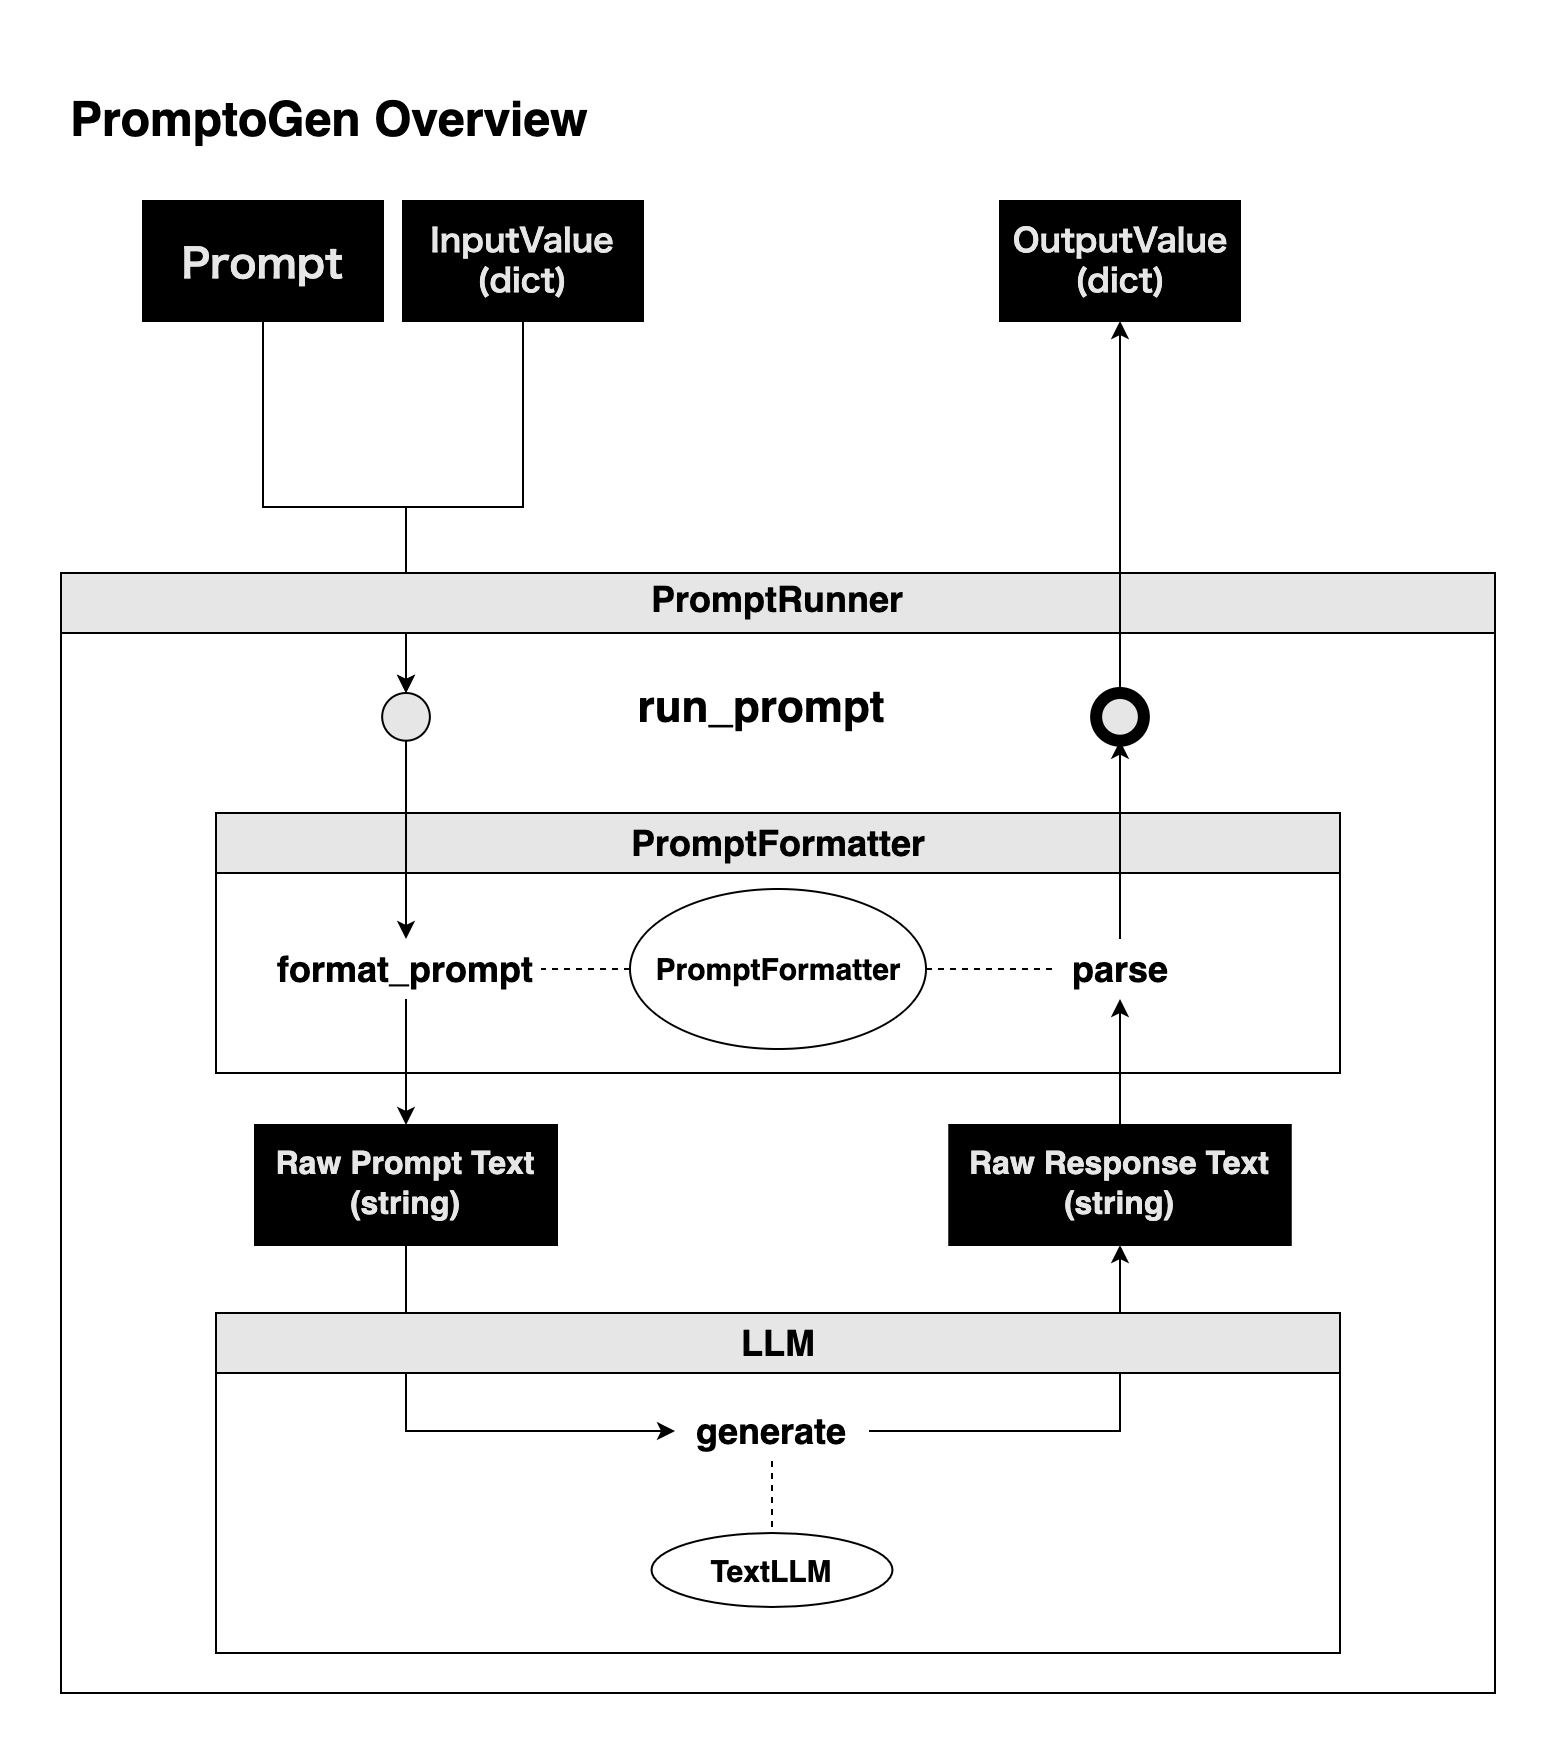 PromptoGen Overview
Prompt
InputValue
(dict)
OutputValue
(dict)
PromptRunner
run_prompt
PromptFormatter
format_prompt
PromptFormatter
parse
Raw Prompt Text
(string)
Raw Response Text
(string)
LLM
generate
TextLLM